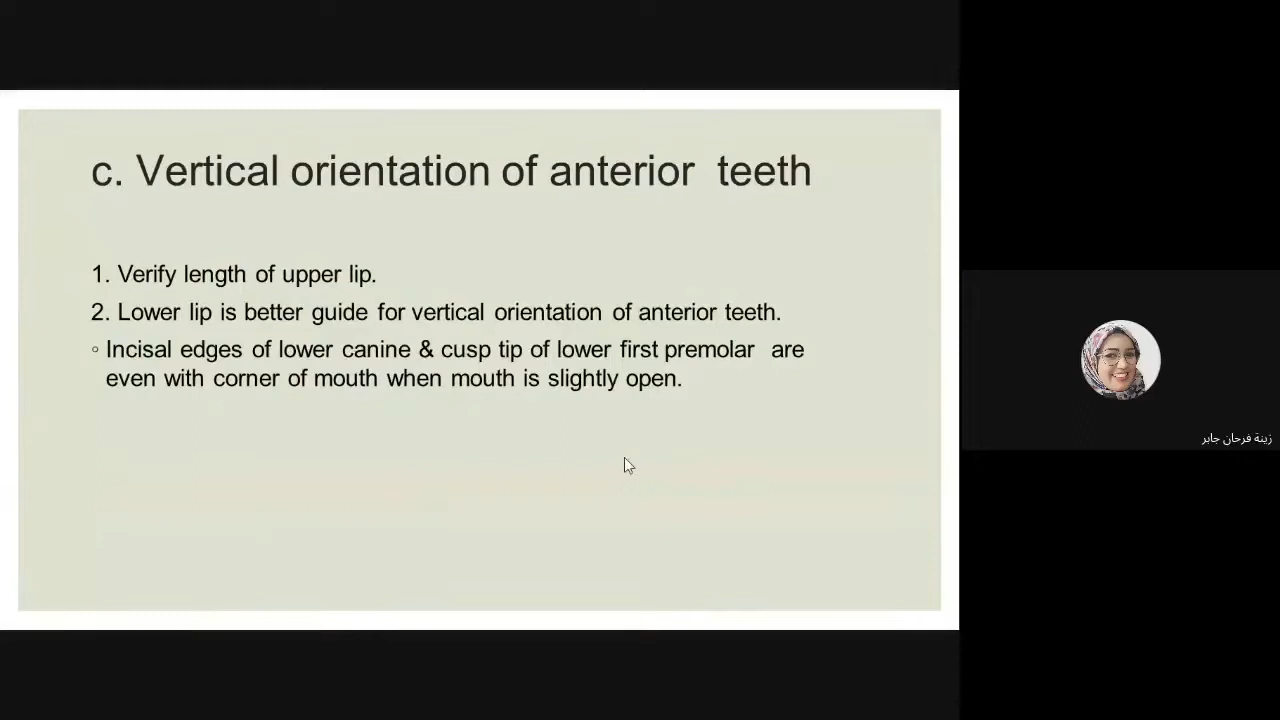 c. Vertical orientation of anterior teeth
1. Verify length of upper lip.
2. Lower lip is better guide for vertical orientation of anterior teeth.
◦ Incisal edges of lower canine & cusp tip of lower first premolar are
even with corner of mouth when mouth is slightly open.
زينة فرحان جابر